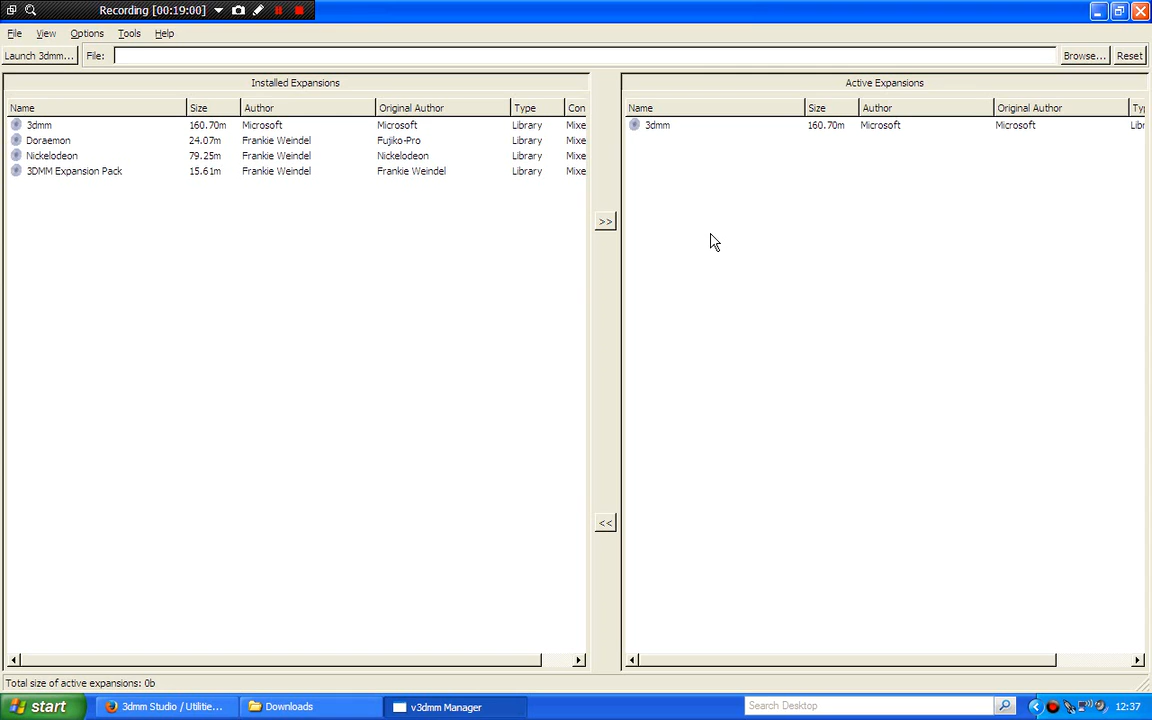 Recording [00:19:00]
File View Options Tools Help
Launch 3dmm... File: Browse... Reset
Installed Expansions
Name Size Author Original Author Type Con
3dmm 160.70m Microsoft Microsoft Library Mixe
Doraemon 24.07m Frankie Weindel Fujiko-Pro Library Mixe
Nickelodeon 79.25m Frankie Weindel Nickelodeon Library Mixe
3DMM Expansion Pack 15.61m Frankie Weindel Frankie Weindel Library Mixe
>>
<<
Active Expansions
Name Size Author Original Author Typ
3dmm 160.70m Microsoft Microsoft Libr
Total size of active expansions: 0b
start 3dmm Studio / Utilitie... Downloads v3dmm Manager Search Desktop 12:37